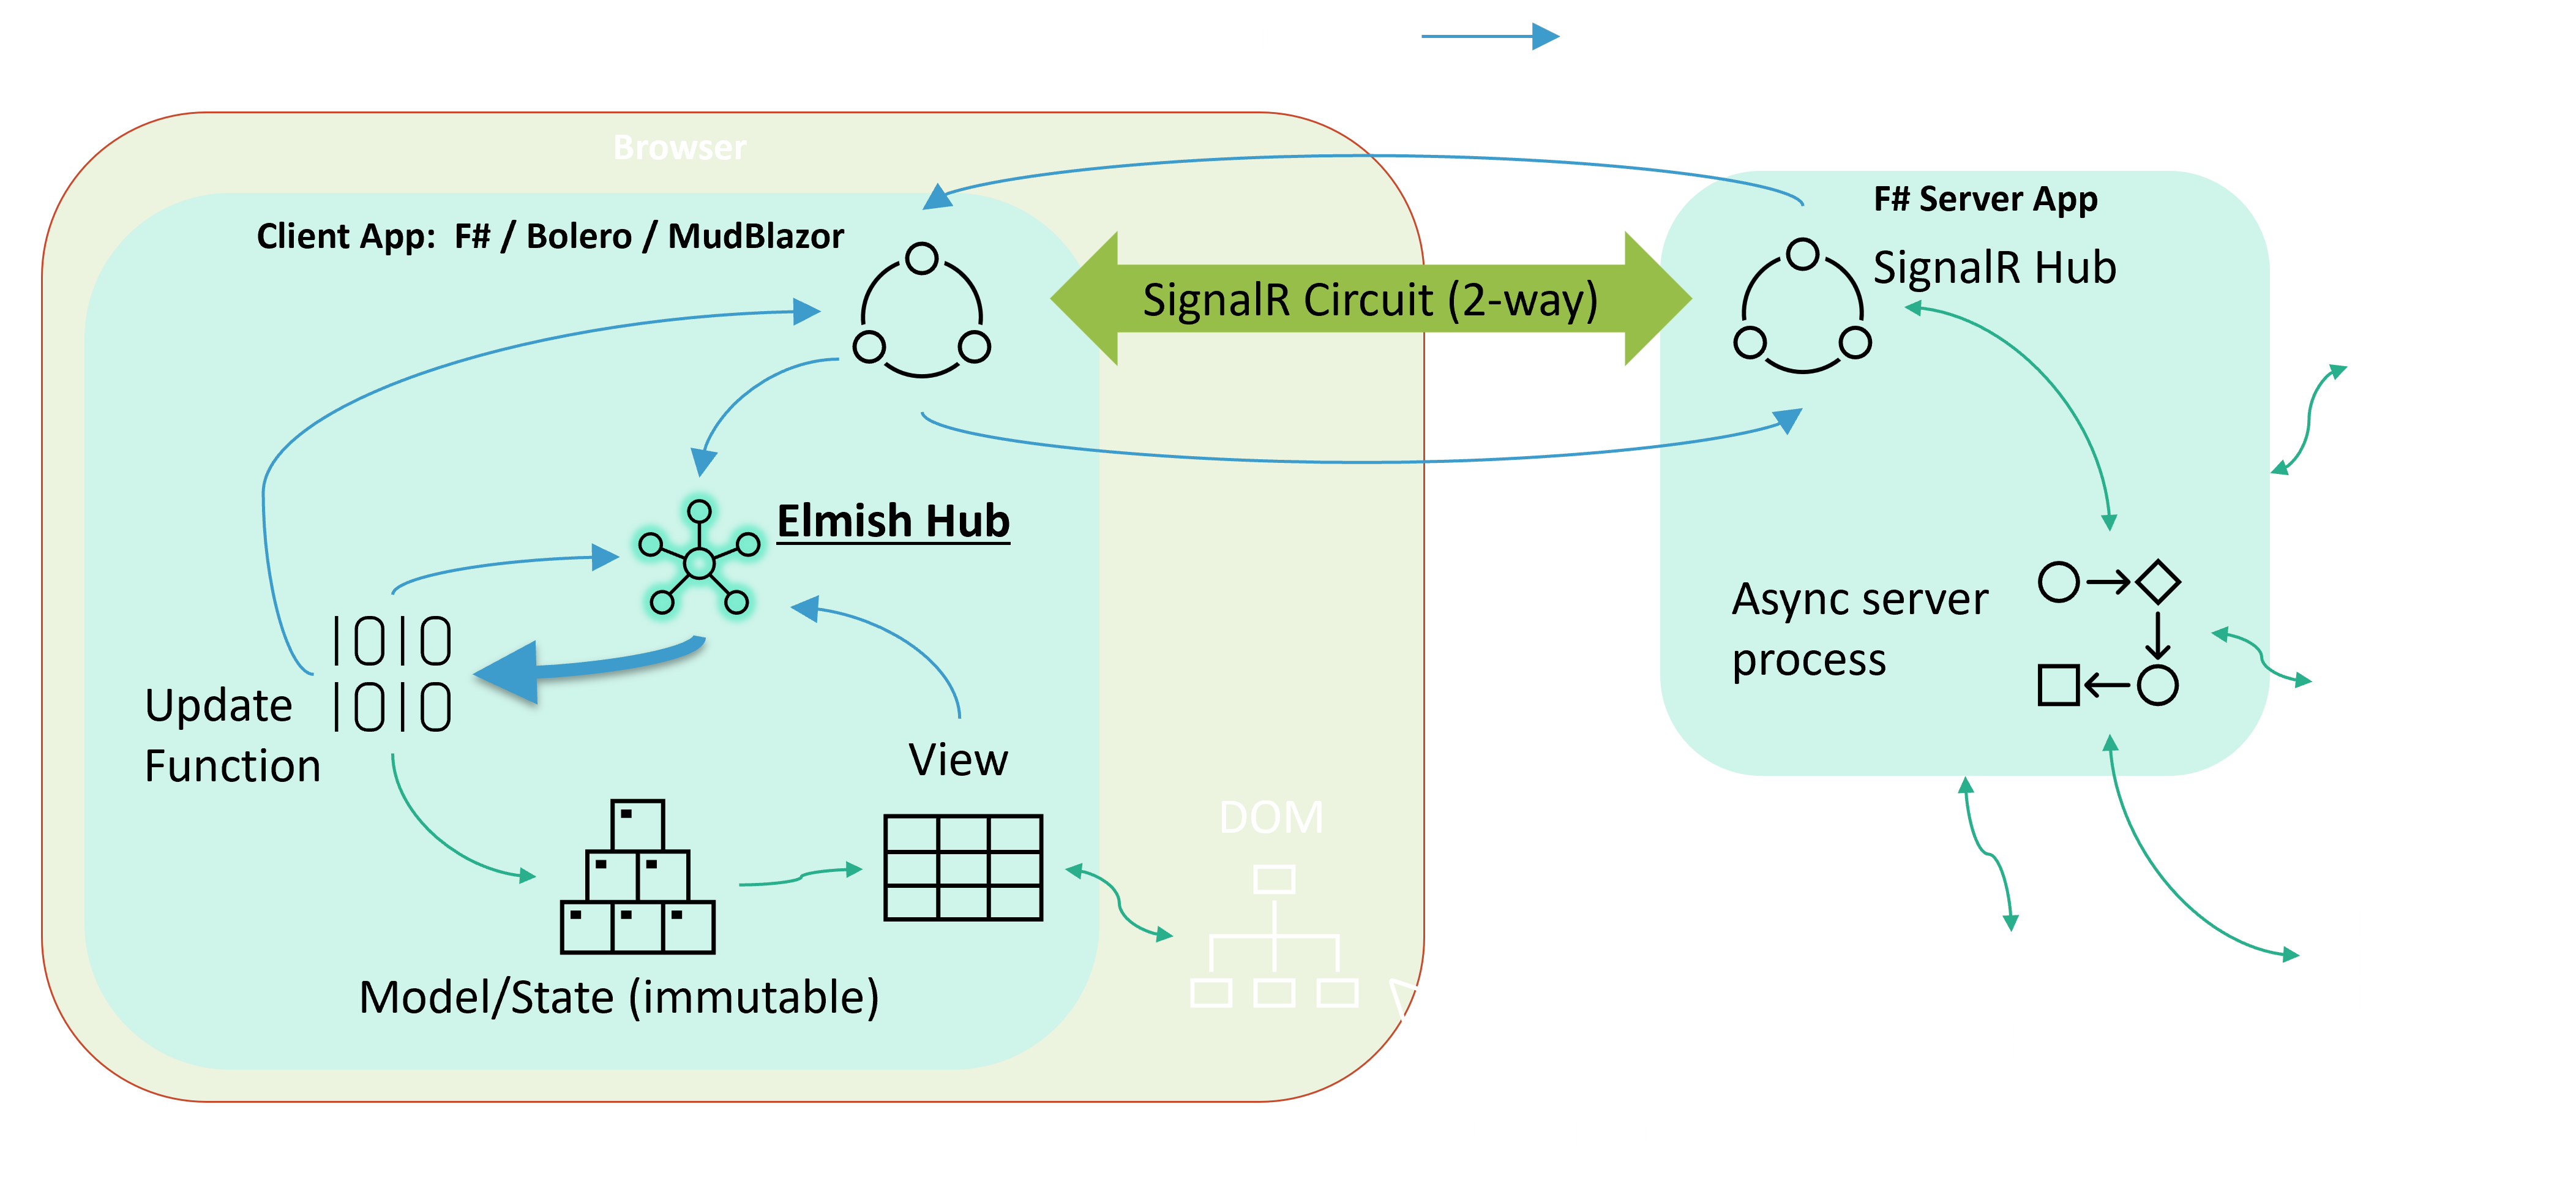 Browser
Client App:  F# / Bolero / MudBlazor
F# Server App
SignalR Hub
SignalR Circuit (2-way)
Elmish Hub
Async server
process
Update
Function
View
DOM
Model/State (immutable)